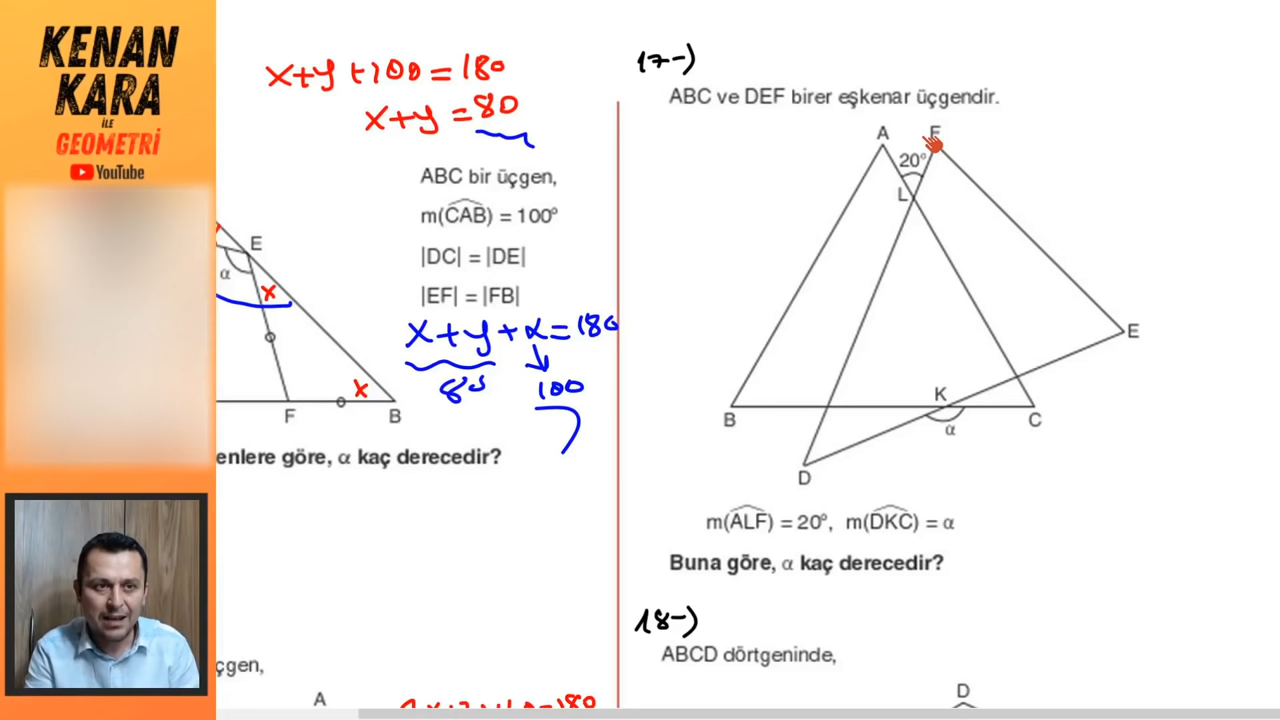 KENAN
KARA
İLE
GEOMETRİ
YouTube
x+y+100=180
x+y=80
ABC bir üçgen,
m(CAB) = 100°
|DC| = |DE|
|EF| = |FB|
x+y+α=180
80
100
E
α
x
x
F
B
enlere göre, α kaç derecedir?
çgen,
A
17-)
ABC ve DEF birer eşkenar üçgendir.
A
F
20°
L
E
K
B
C
α
D
m(ALF) = 20°, m(DKC) = α
Buna göre, α kaç derecedir?
18-)
ABCD dörtgeninde,
D